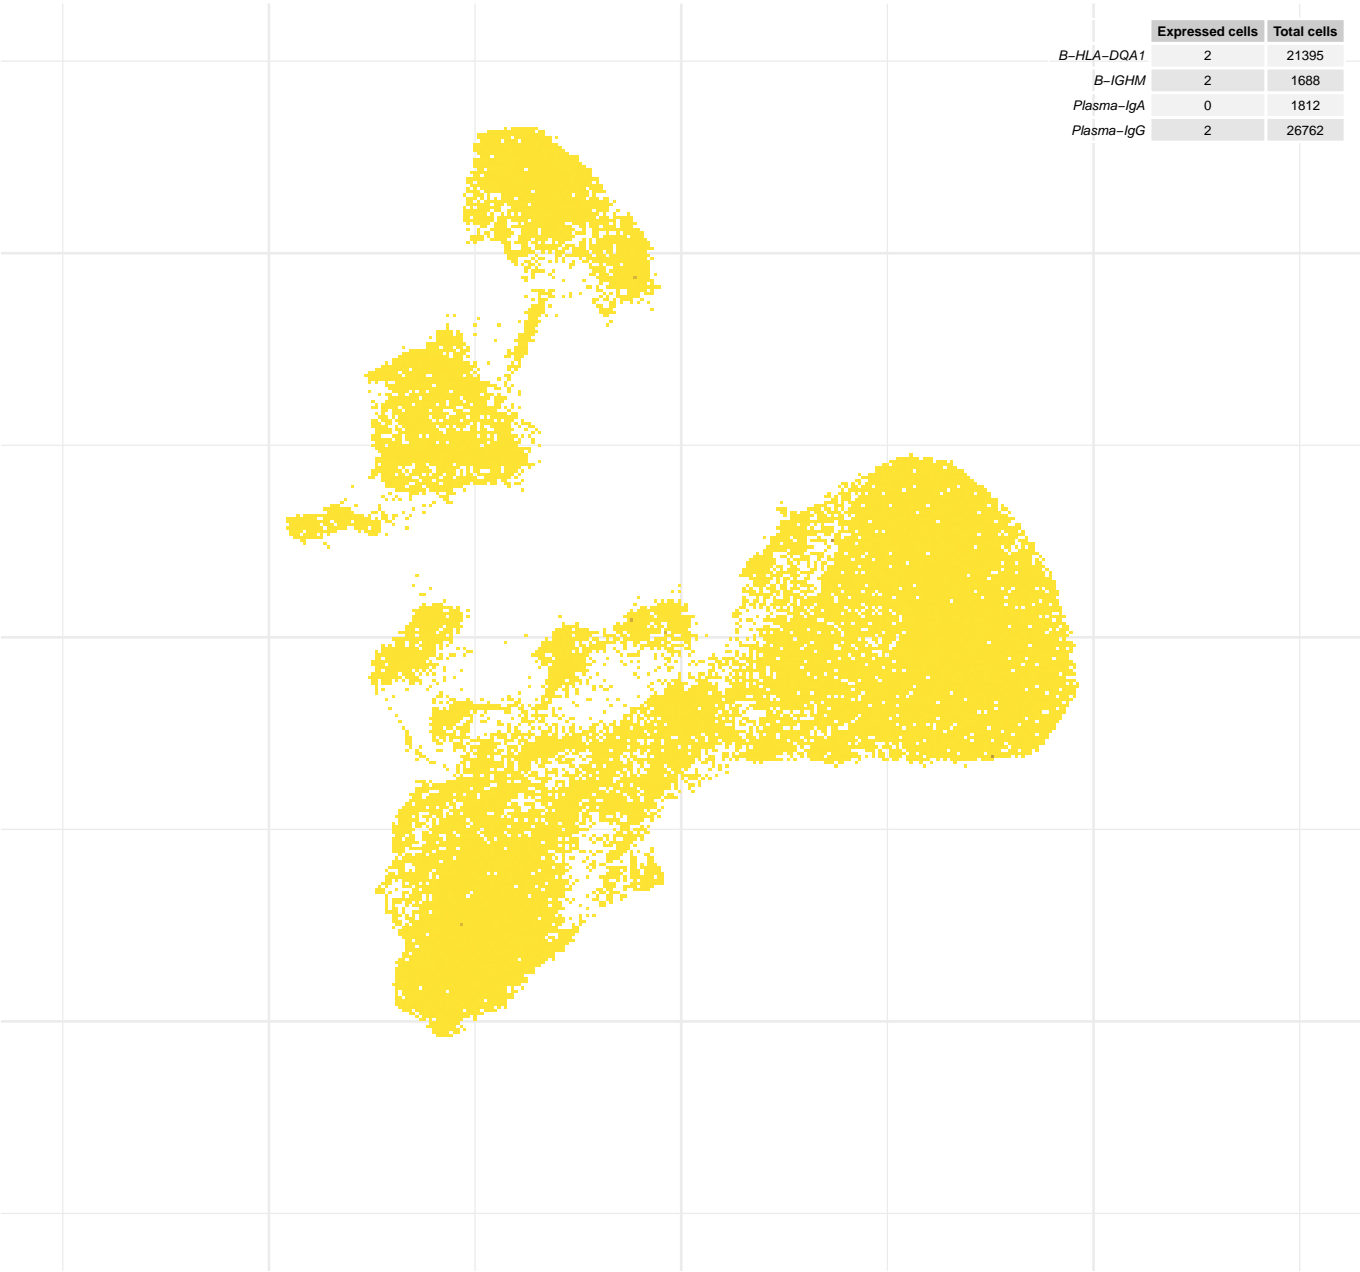 Expressed cells Total cells
B−HLA−DQA1 2 21395
B−IGHM 2 1688
Plasma−IgA 0 1812
Plasma−IgG 2 26762